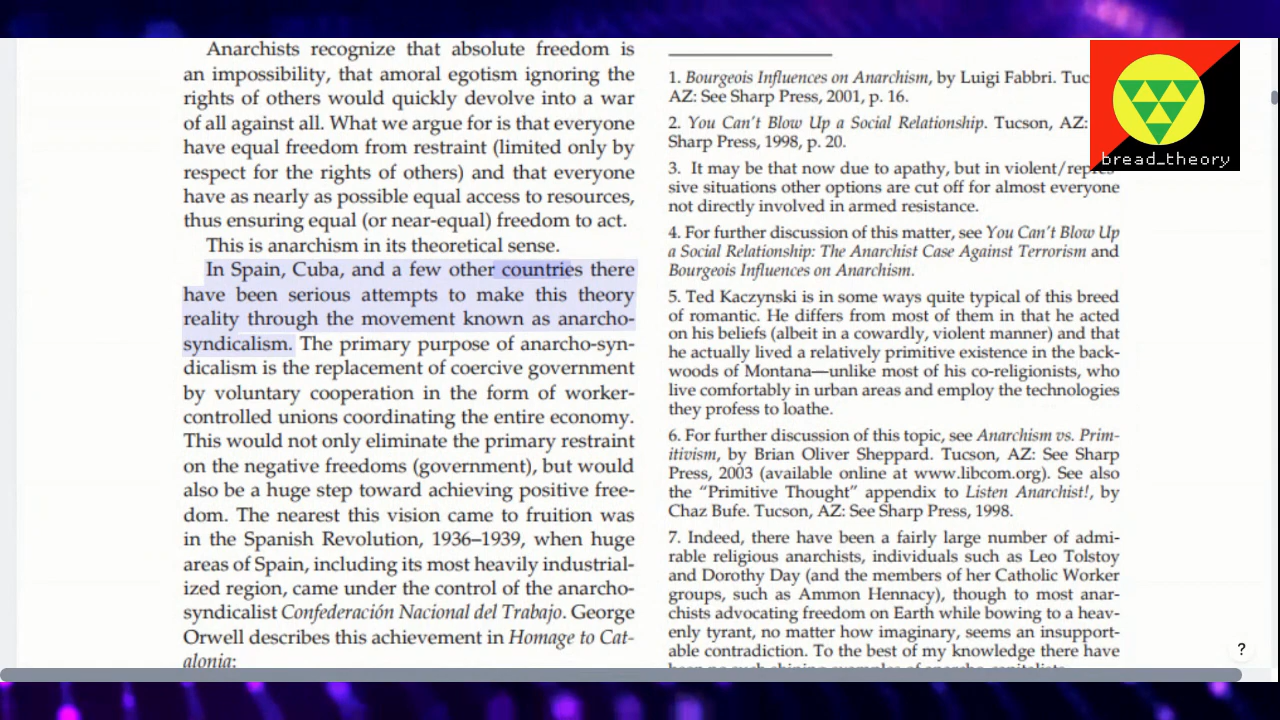 Anarchists recognize that absolute freedom is
an impossibility, that amoral egotism ignoring the
rights of others would quickly devolve into a war
of all against all. What we argue for is that everyone
have equal freedom from restraint (limited only by
respect for the rights of others) and that everyone
have as nearly as possible equal access to resources,
thus ensuring equal (or near-equal) freedom to act.
This is anarchism in its theoretical sense.
In Spain, Cuba, and a few other countries there
have been serious attempts to make this theory
reality through the movement known as anarcho-
syndicalism. The primary purpose of anarcho-syn-
dicalism is the replacement of coercive government
by voluntary cooperation in the form of worker-
controlled unions coordinating the entire economy.
This would not only eliminate the primary restraint
on the negative freedoms (government), but would
also be a huge step toward achieving positive free-
dom. The nearest this vision came to fruition was
in the Spanish Revolution, 1936–1939, when huge
areas of Spain, including its most heavily industrial-
ized region, came under the control of the anarcho-
syndicalist Confederación Nacional del Trabajo. George
Orwell describes this achievement in Homage to Cat-
alonia:
1. Bourgeois Influences on Anarchism, by Luigi Fabbri. Tuc
AZ: See Sharp Press, 2001, p. 16.
2. You Can't Blow Up a Social Relationship. Tucson, AZ:
Sharp Press, 1998, p. 20.
3. It may be that now due to apathy, but in violent/repres-
sive situations other options are cut off for almost everyone
not directly involved in armed resistance.
4. For further discussion of this matter, see You Can't Blow Up
a Social Relationship: The Anarchist Case Against Terrorism and
Bourgeois Influences on Anarchism.
5. Ted Kaczynski is in some ways quite typical of this breed
of romantic. He differs from most of them in that he acted
on his beliefs (albeit in a cowardly, violent manner) and that
he actually lived a relatively primitive existence in the back-
woods of Montana—unlike most of his co-religionists, who
live comfortably in urban areas and employ the technologies
they profess to loathe.
6. For further discussion of this topic, see Anarchism vs. Prim-
itivism, by Brian Oliver Sheppard. Tucson, AZ: See Sharp
Press, 2003 (available online at www.libcom.org). See also
the “Primitive Thought” appendix to Listen Anarchist!, by
Chaz Bufe. Tucson, AZ: See Sharp Press, 1998.
7. Indeed, there have been a fairly large number of admi-
rable religious anarchists, individuals such as Leo Tolstoy
and Dorothy Day (and the members of her Catholic Worker
groups, such as Ammon Hennacy), though to most anar-
chists advocating freedom on Earth while bowing to a heav-
enly tyrant, no matter how imaginary, seems an insupport-
able contradiction. To the best of my knowledge there have
bread_theory
?